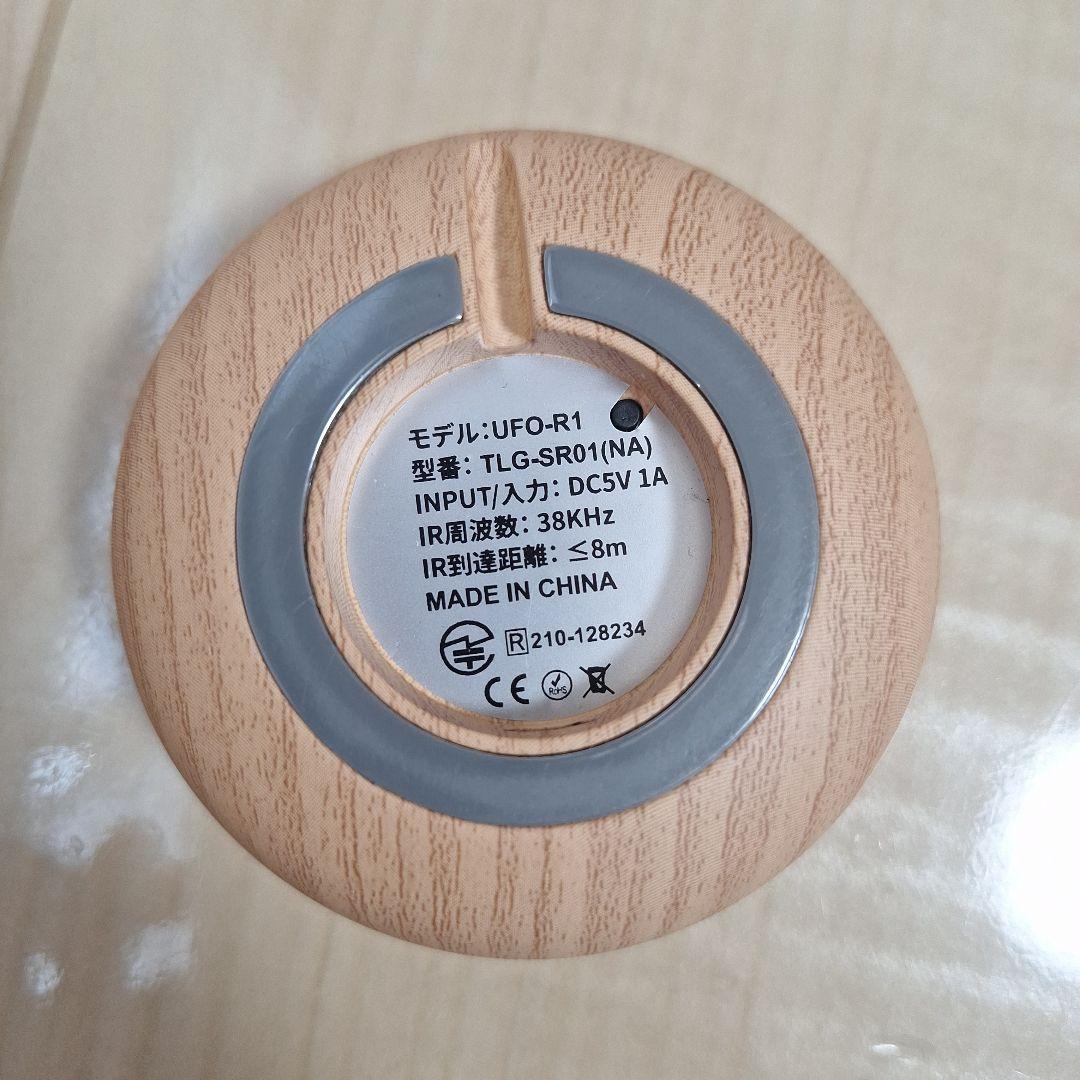 モデル:UFO-R1
型番: TLG-SR01(NA)
INPUT/入力: DC5V 1A
IR周波数: 38KHz
IR到達距離: ≤8m
MADE IN CHINA
R 210-128234
CE RoHS